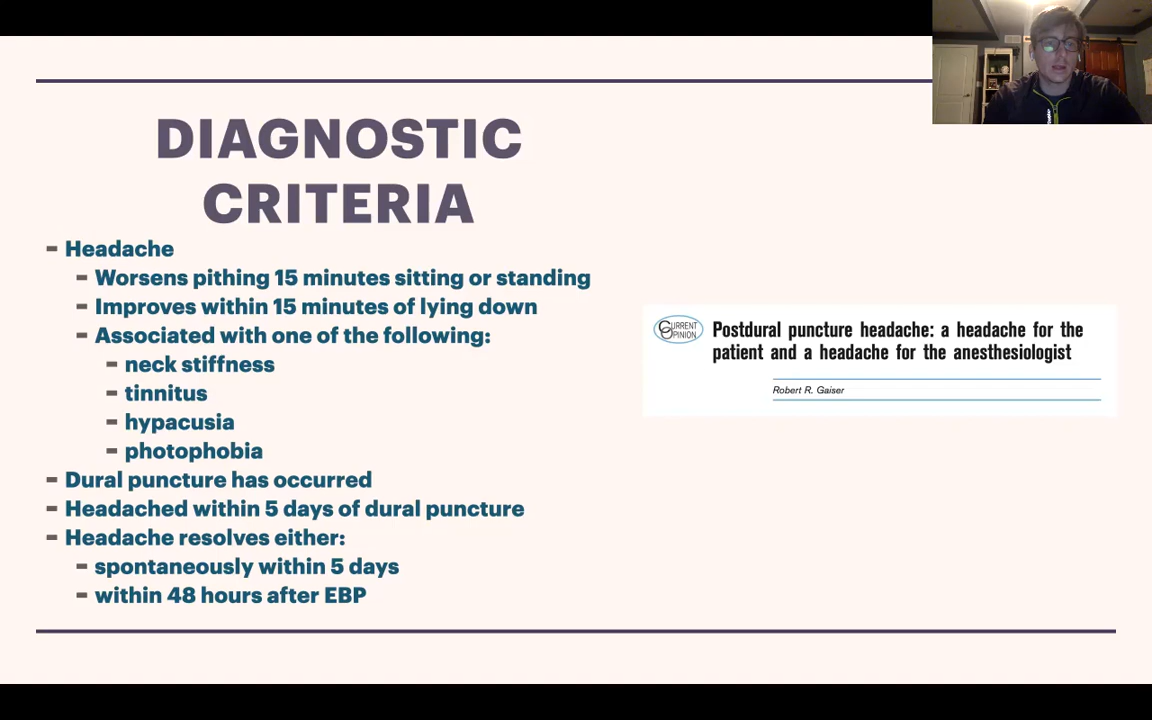 DIAGNOSTIC
CRITERIA
- Headache
- Worsens pithing 15 minutes sitting or standing
- Improves within 15 minutes of lying down
- Associated with one of the following:
- neck stiffness
- tinnitus
- hypacusia
- photophobia
- Dural puncture has occurred
- Headached within 5 days of dural puncture
- Headache resolves either:
- spontaneously within 5 days
- within 48 hours after EBP
CURRENT
OPINION
Postdural puncture headache: a headache for the
patient and a headache for the anesthesiologist
Robert R. Gaiser